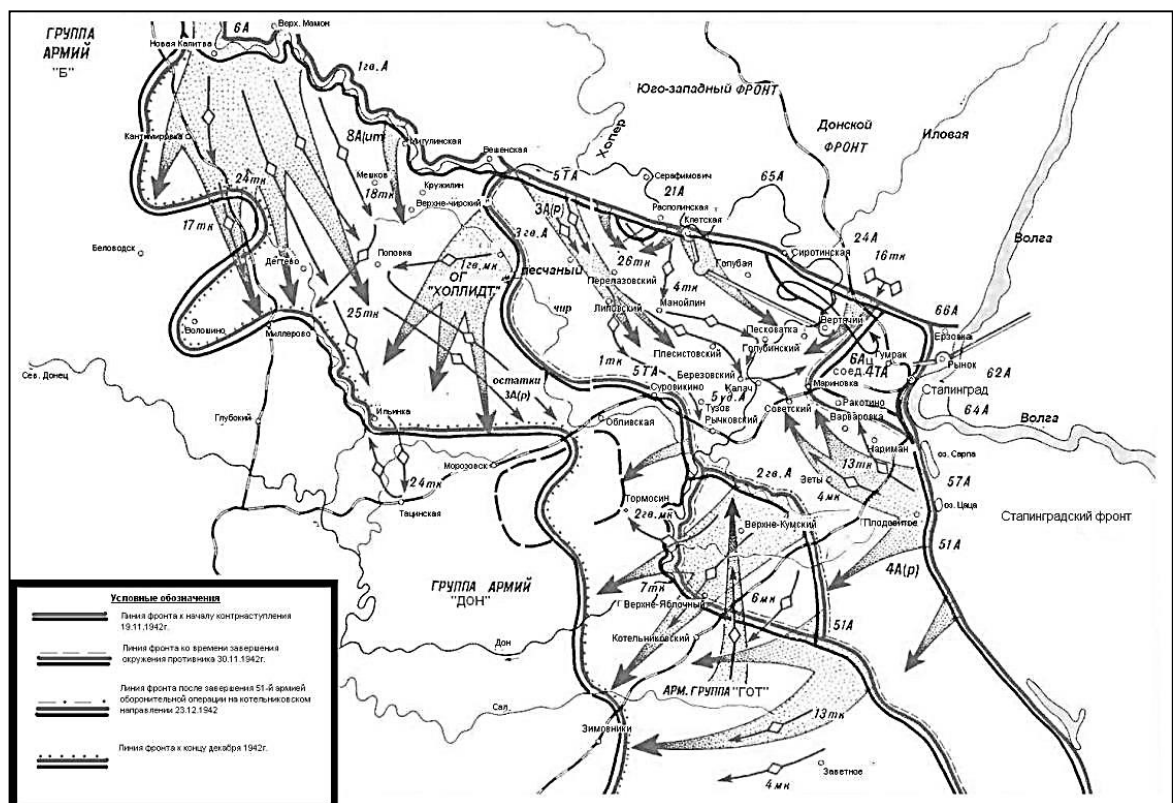 ГРУППА
АРМИЙ
"Б"
6А
Верх. Мамон
Новая Калитва
1гв.А
Юго-западный ФРОНТ
Хопер
Донской
ФРОНТ
Иловая
Кантемировка
8А(ит)
Мигулинская
Вешенская
Мешков
18тк
Кружилин
Верхне-чирский
24тк
17тк
Беловодск
Дегтево
Поповка
1гв.мк
ОГ
"ХОЛЛИДТ"
25тк
Волошино
Миллерово
5ТА
Серафимович
21А
65А
Распопинская
3А(р)
Клетская
3гв.А
песчаный
26тк
Перелазовский
Голубая
4тк
Сиротинская
24А
16тк
Волга
Липовский
Манойлин
чир
Вертячий
66А
Ерзовка
Песковатка
Голубинский
Плесистовский
6А ц
соед.4ТА
Гумрак
Рынок
62А
1тк
5ТА
Березовский
Калач
Мариновка
Сталинград
остатки
3А(р)
Суровикино
5уд.А
Тузов
Рычковский
Советский
Ракотино
Варваровка
64А
Волга
Сев. Донец
Глубокий
Ильинка
Обливская
Нариман
оз. Сарпа
Морозовск
24тк
Тацинская
2гв.А
13тк
Зеты
4мк
57А
Тормосин
2гв.мк
Верхне-Кумский
Плодовитое
оз. Цаца
Сталинградский фронт
51А
4А(р)
ГРУППА АРМИЙ
"ДОН"
7тк
6мк
Верхне-Яблочный
51А
Котельниковский
Дон
АРМ. ГРУППА "ГОТ"
Сал
13тк
Зимовники
Заветное
4мк
Условные обозначения
Линия фронта к началу контрнаступления
19.11.1942г.
Линия фронта ко времени завершения
окружения противника 30.11.1942г.
Линия фронта после завершения 51-й армией
оборонительной операции на котельниковском
направлении 23.12.1942
Линия фронта к концу декабря 1942г.